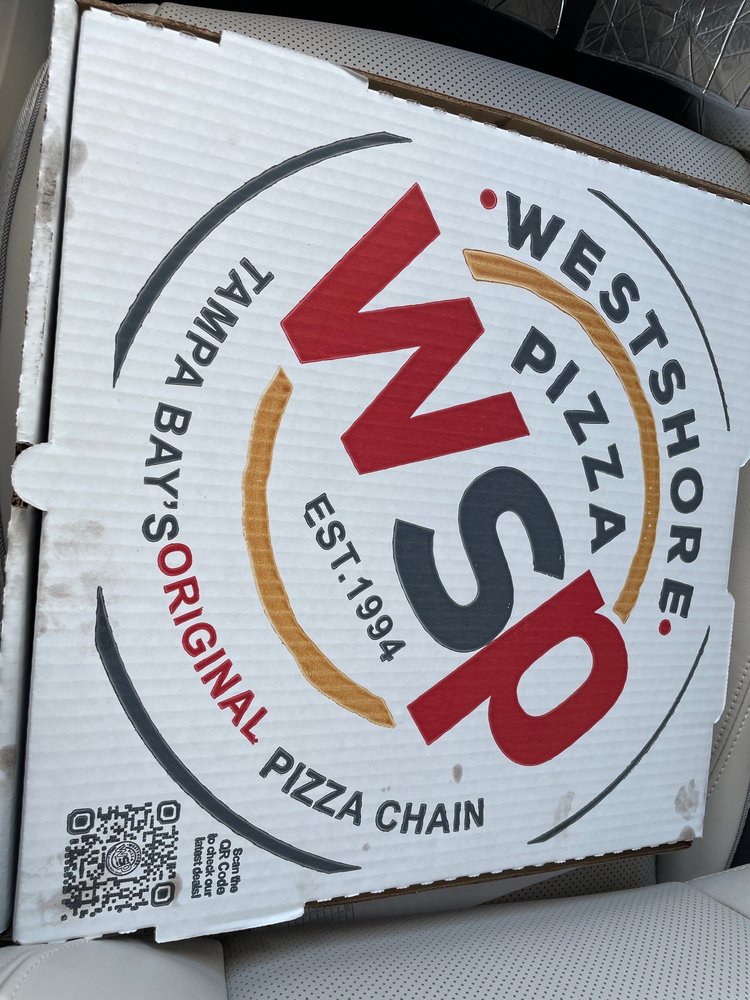 WESTSHORE
PIZZA
wsp
EST.1994
TAMPA BAY'S ORIGINAL PIZZA CHAIN
Scan the
QR Code
to check our
latest deals!